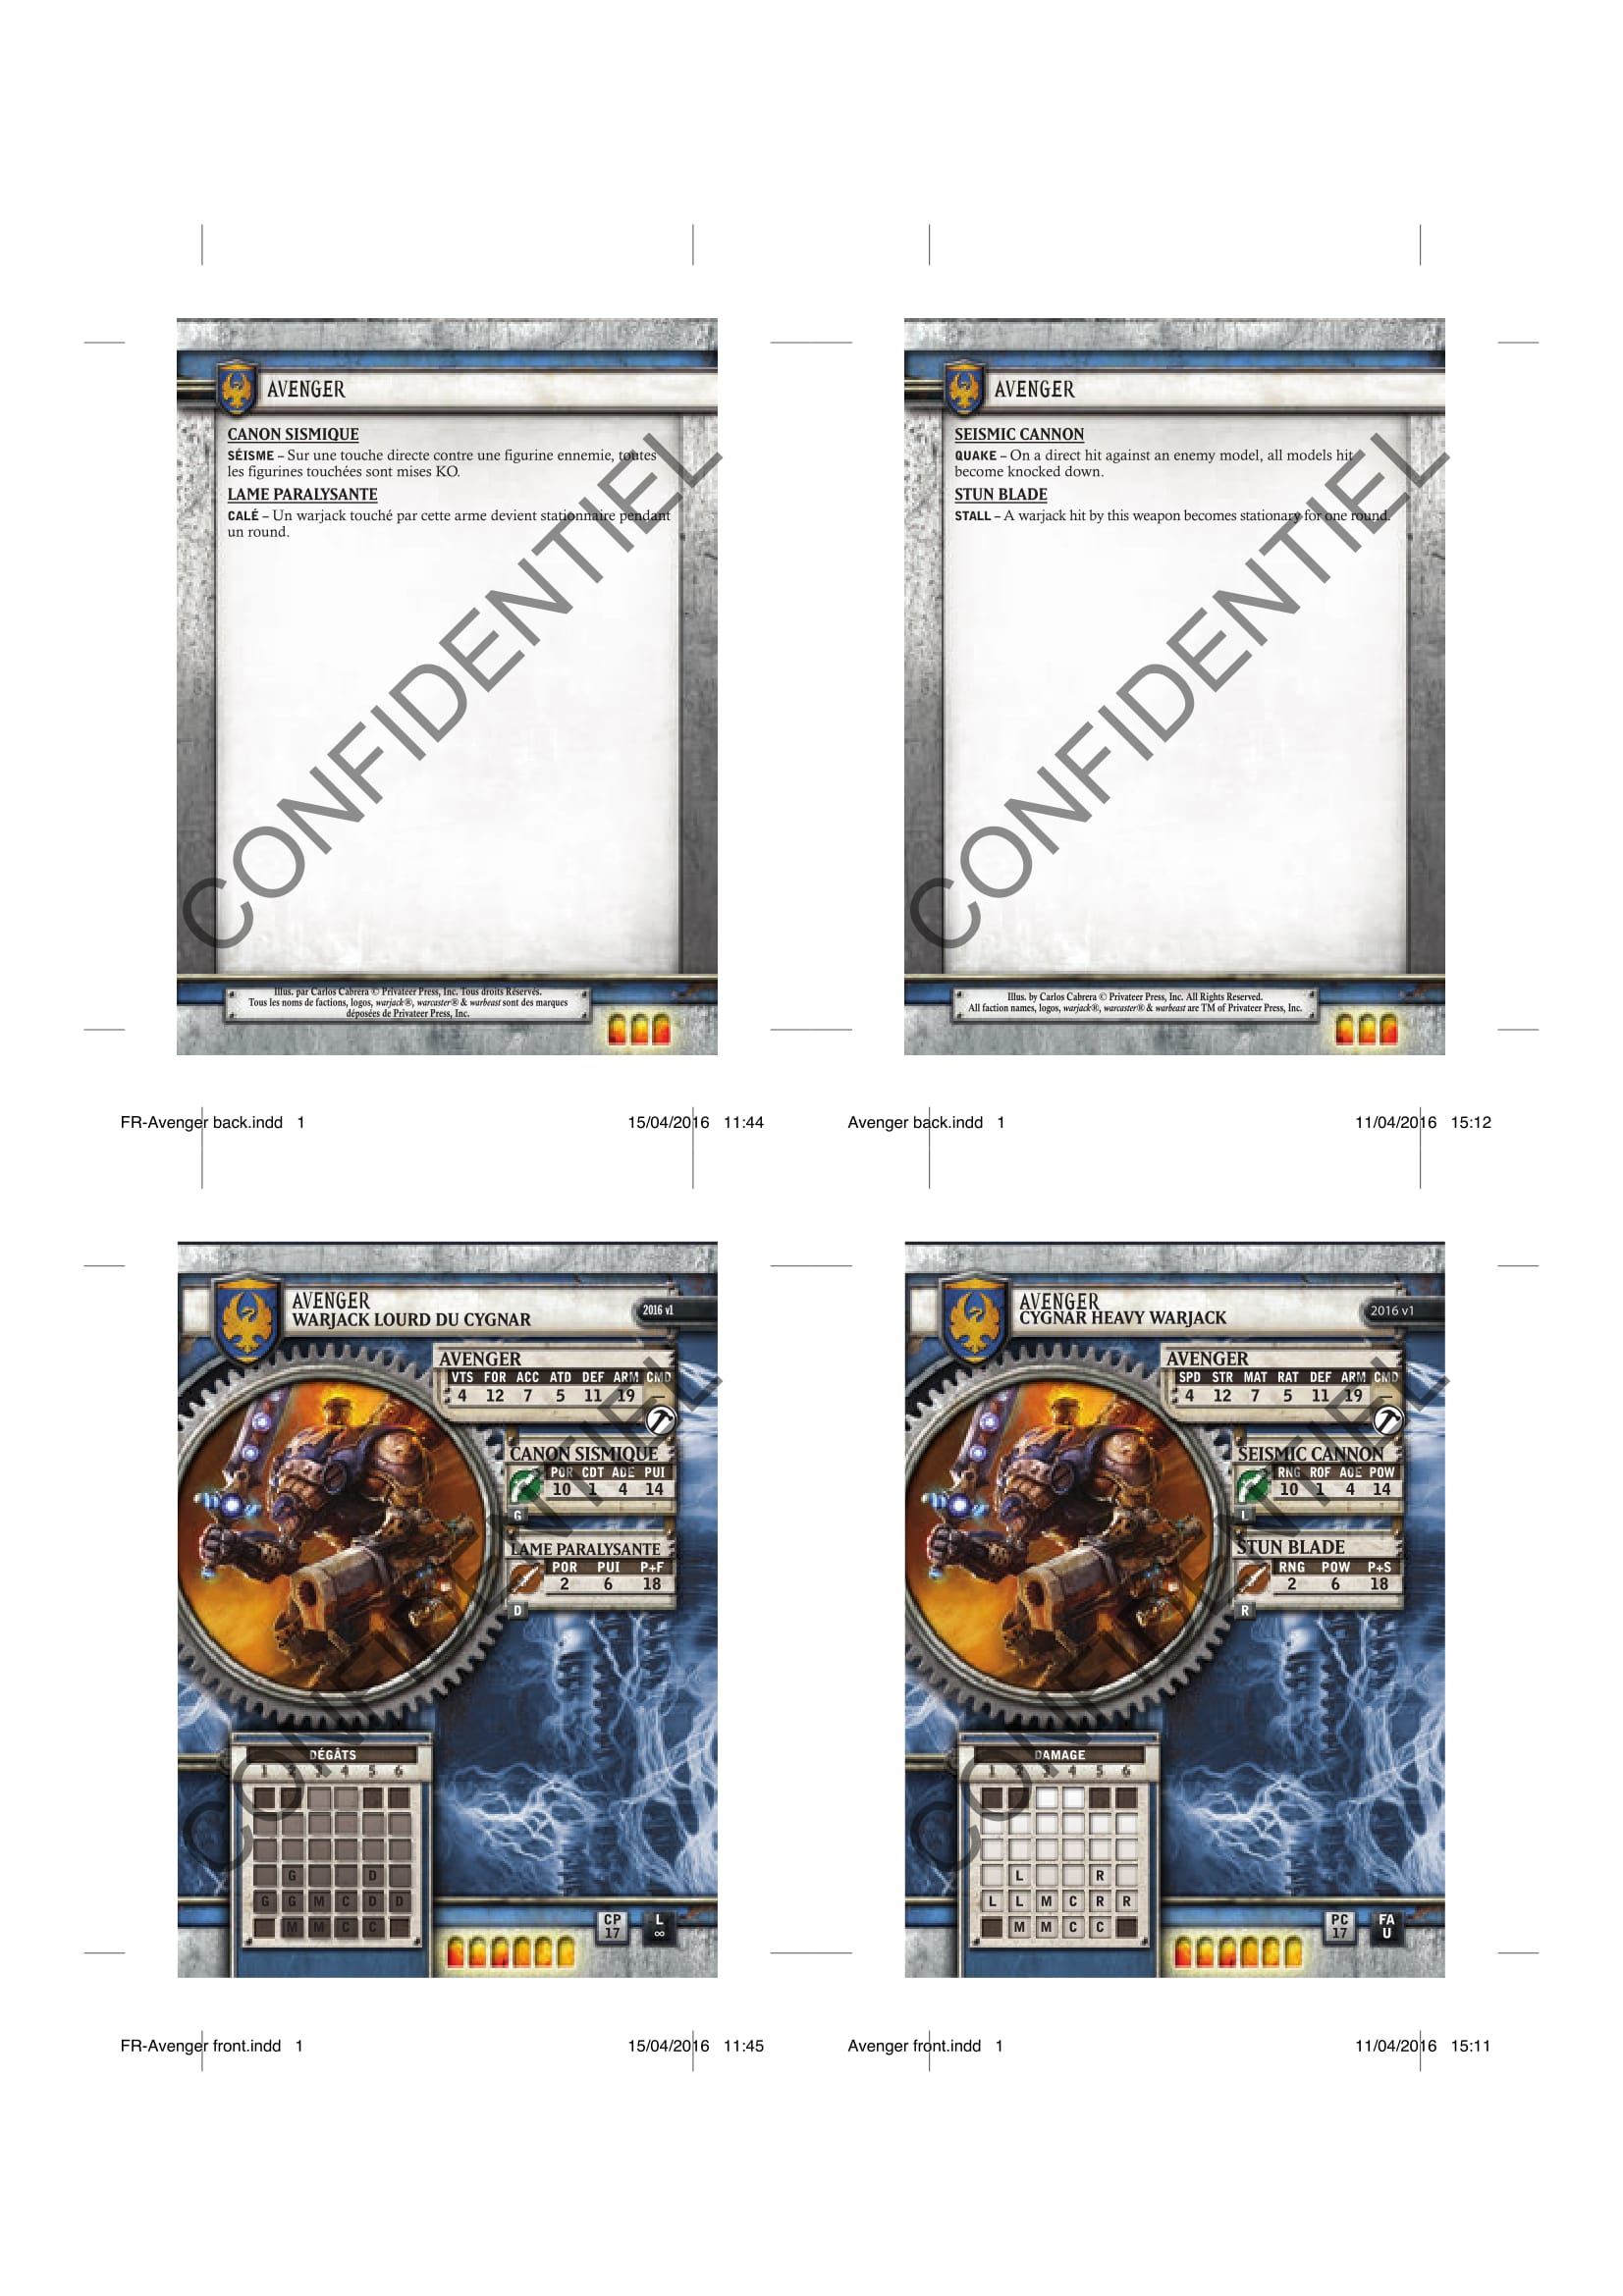 AVENGER
CANON SISMIQUE
SÉISME – Sur une touche directe contre une figurine ennemie, toutes
les figurines touchées sont mises KO.
LAME PARALYSANTE
CALÉ – Un warjack touché par cette arme devient stationnaire pendant
un round.
CONFIDENTIEL
Illus. par Carlos Cabrera © Privateer Press, Inc. Tous droits Réservés.
Tous les noms de factions, logos, warjack®, warcaster® & warbeast sont des marques
déposées de Privateer Press, Inc.
FR-Avenger back.indd 1 15/04/2016 11:44
AVENGER
SEISMIC CANNON
QUAKE – On a direct hit against an enemy model, all models hit
become knocked down.
STUN BLADE
STALL – A warjack hit by this weapon becomes stationary for one round.
CONFIDENTIEL
Illus. by Carlos Cabrera © Privateer Press, Inc. All Rights Reserved.
All faction names, logos, warjack®, warcaster® & warbeast are TM of Privateer Press, Inc.
Avenger back.indd 1 11/04/2016 15:12
AVENGER
WARJACK LOURD DU CYGNAR
2016 v1
AVENGER
VTS FOR ACC ATD DEF ARM CMD
4 12 7 5 11 19 —
CANON SISMIQUE
POR CDT ADE PUI
10 1 4 14
G
LAME PARALYSANTE
POR PUI P+F
2 6 18
D
CONFIDENTIEL
DÉGÂTS
1 2 3 4 5 6
G D
G G M C D D
M M C C
CP
17
L
∞
FR-Avenger front.indd 1 15/04/2016 11:45
AVENGER
CYGNAR HEAVY WARJACK
2016 v1
AVENGER
SPD STR MAT RAT DEF ARM CMD
4 12 7 5 11 19 —
SEISMIC CANNON
RNG ROF AOE POW
10 1 4 14
L
STUN BLADE
RNG POW P+S
2 6 18
R
CONFIDENTIEL
DAMAGE
1 2 3 4 5 6
L R
L L M C R R
M M C C
PC
17
FA
U
Avenger front.indd 1 11/04/2016 15:11